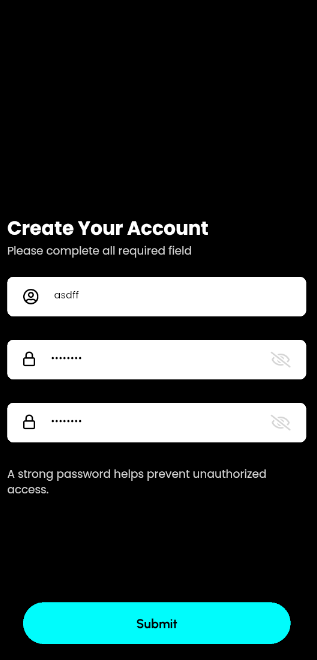 Create Your Account
Please complete all required field
asdff
••••••••
••••••••
A strong password helps prevent unauthorized
access.
Submit